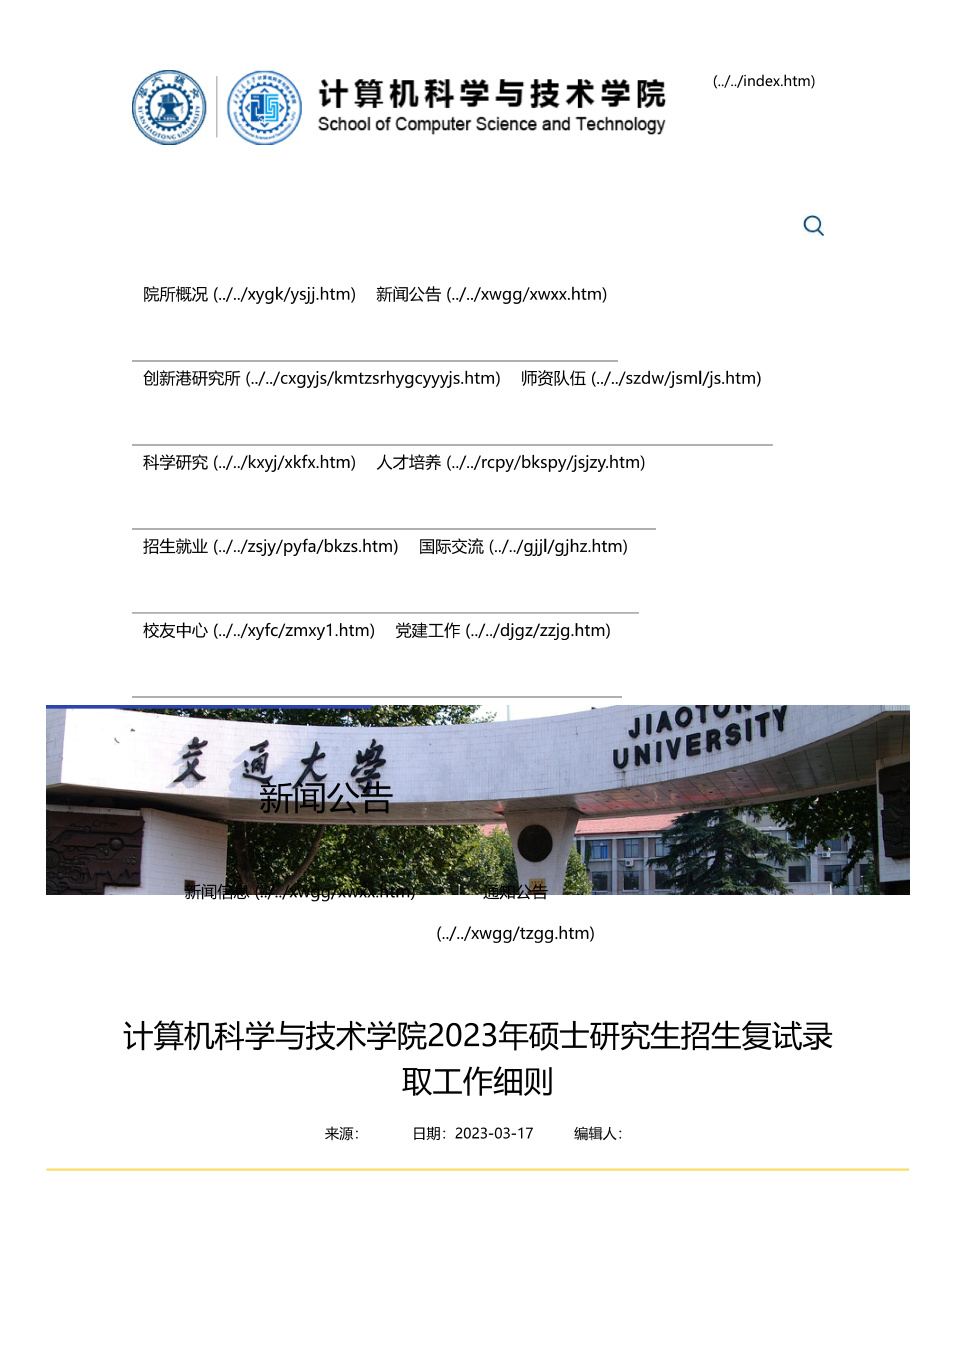 计算机科学与技术学院
School of Computer Science and Technology
(../../index.htm)
院所概况 (../../xygk/ysjj.htm) 新闻公告 (../../xwgg/xwxx.htm)
创新港研究所 (../../cxgyjs/kmtzsrhygcyyyjs.htm) 师资队伍 (../../szdw/jsml/js.htm)
科学研究 (../../kxyj/xkfx.htm) 人才培养 (../../rcpy/bkspy/jsjzy.htm)
招生就业 (../../zsjy/pyfa/bkzs.htm) 国际交流 (../../gjjl/gjhz.htm)
校友中心 (../../xyfc/zmxy1.htm) 党建工作 (../../djgz/zzjg.htm)
交通大学
JIAOTONG
UNIVERSITY
新闻公告
新闻信息 (../../xwgg/xwxx.htm) 通知公告
(../../xwgg/tzgg.htm)
计算机科学与技术学院2023年硕士研究生招生复试录
取工作细则
来源： 日期：2023-03-17 编辑人：